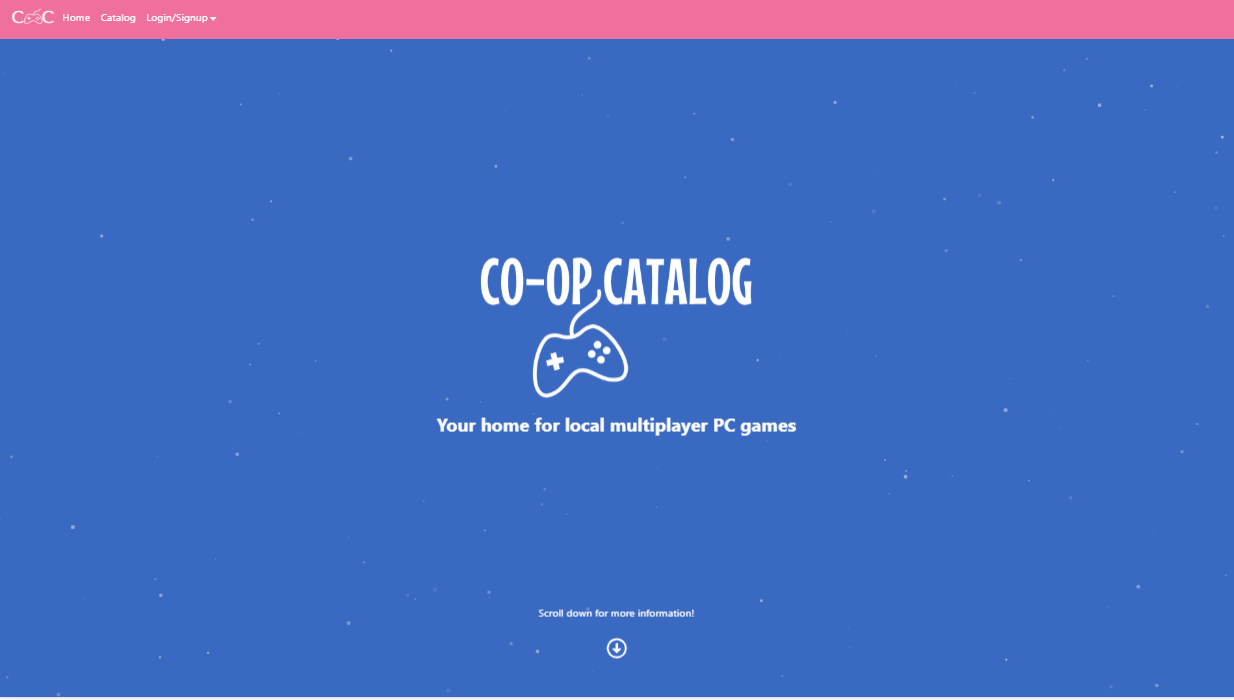 C C Home Catalog Login/Signup
CO-OP CATALOG
Your home for local multiplayer PC games
Scroll down for more information!